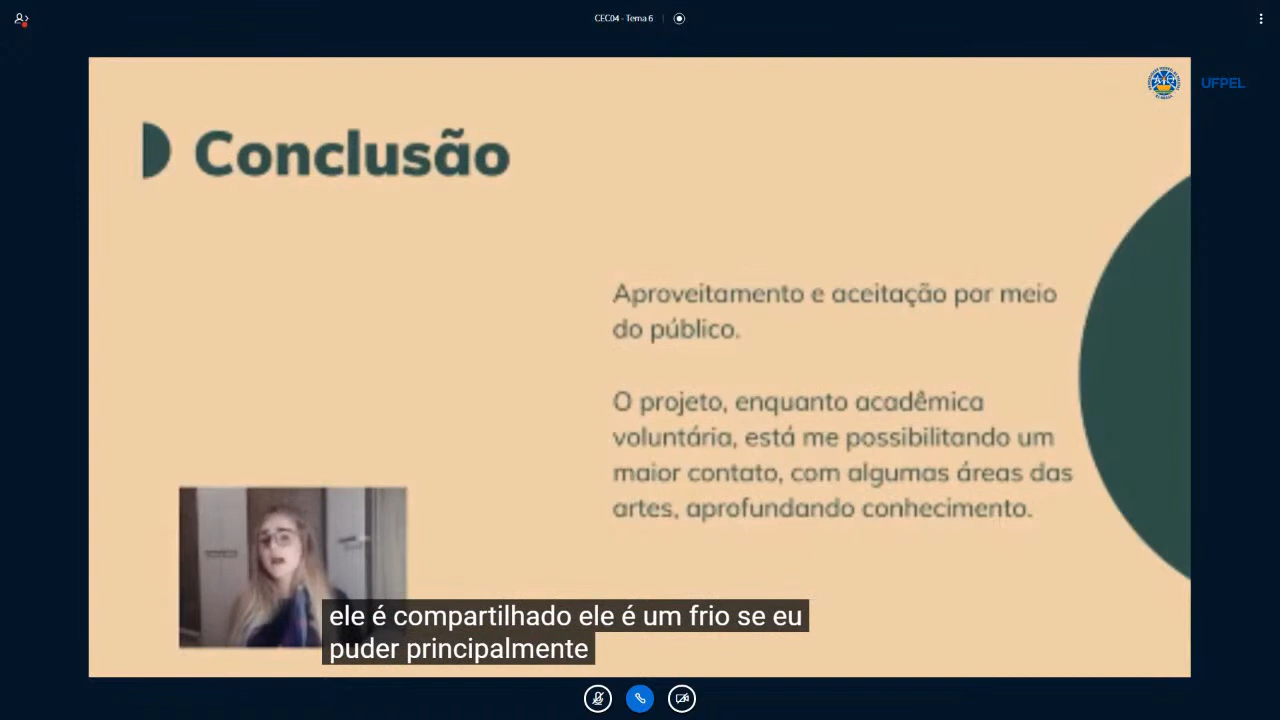 CEC04 - Tema 6
UFPEL
Conclusão
Aproveitamento e aceitação por meio
do público.
O projeto, enquanto acadêmica
voluntária, está me possibilitando um
maior contato, com algumas áreas das
artes, aprofundando conhecimento.
ele é compartilhado ele é um frio se eu
puder principalmente